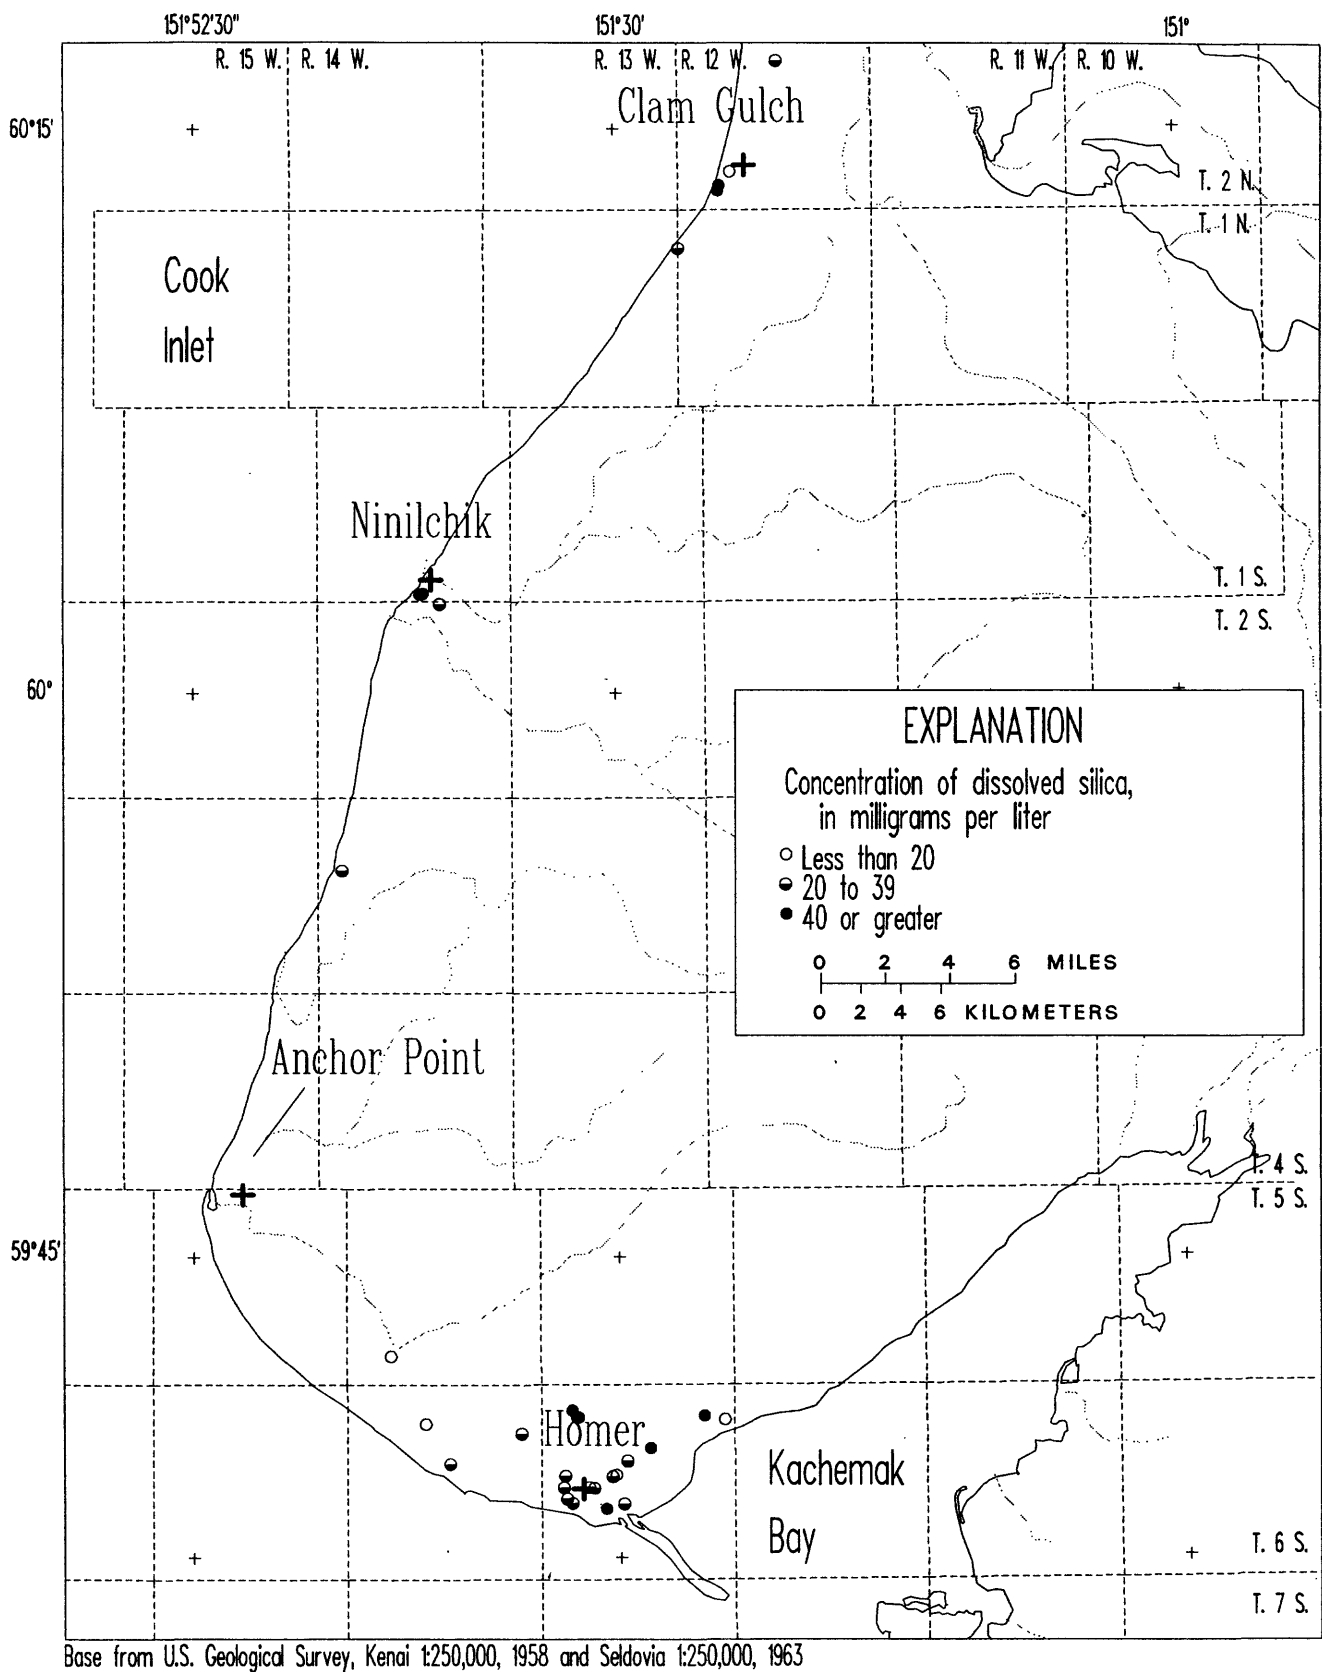 151°52'30" 151°30' 151°
R. 15 W. R. 14 W. R. 13 W. R. 12 W. R. 11 W. R. 10 W.
Clam Gulch
60°15'
T. 2 N.
T. 1 N.
Cook
Inlet
Ninilchik
T. 1 S.
T. 2 S.
60°
EXPLANATION
Concentration of dissolved silica,
in milligrams per liter
Less than 20
20 to 39
40 or greater
0 2 4 6 MILES
0 2 4 6 KILOMETERS
Anchor Point
T. 4 S.
T. 5 S.
59°45'
Homer
Kachemak
Bay
T. 6 S.
T. 7 S.
Base from U.S. Geological Survey, Kenai 1:250,000, 1958 and Seldovia 1:250,000, 1963